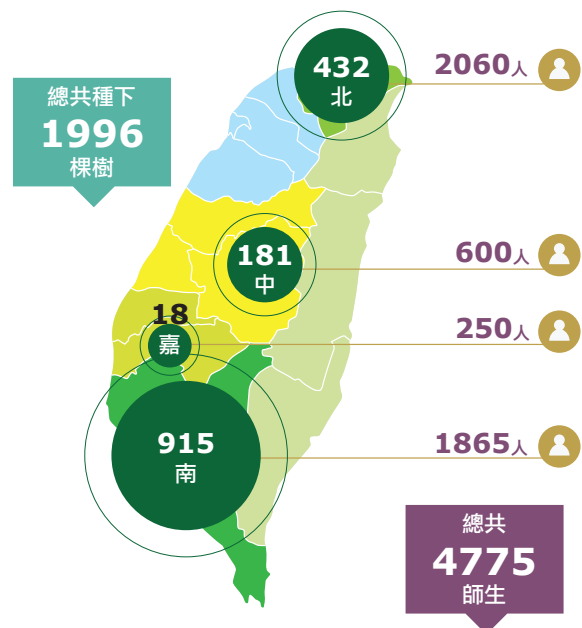 432
北
2060人
總共種下
1996
棵樹
181
中
600人
18
嘉
250人
915
南
1865人
總共
4775
師生